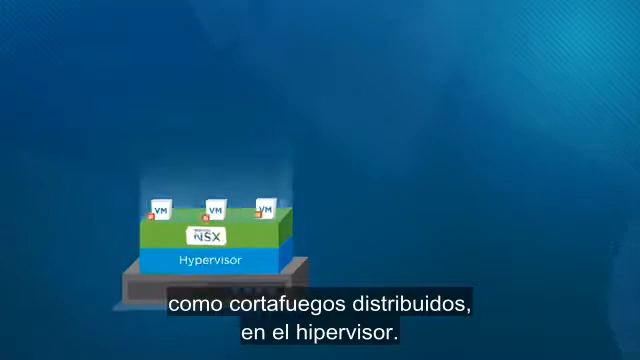 VM VM VM
NSX
Hypervisor
como cortafuegos distribuidos,
en el hipervisor.